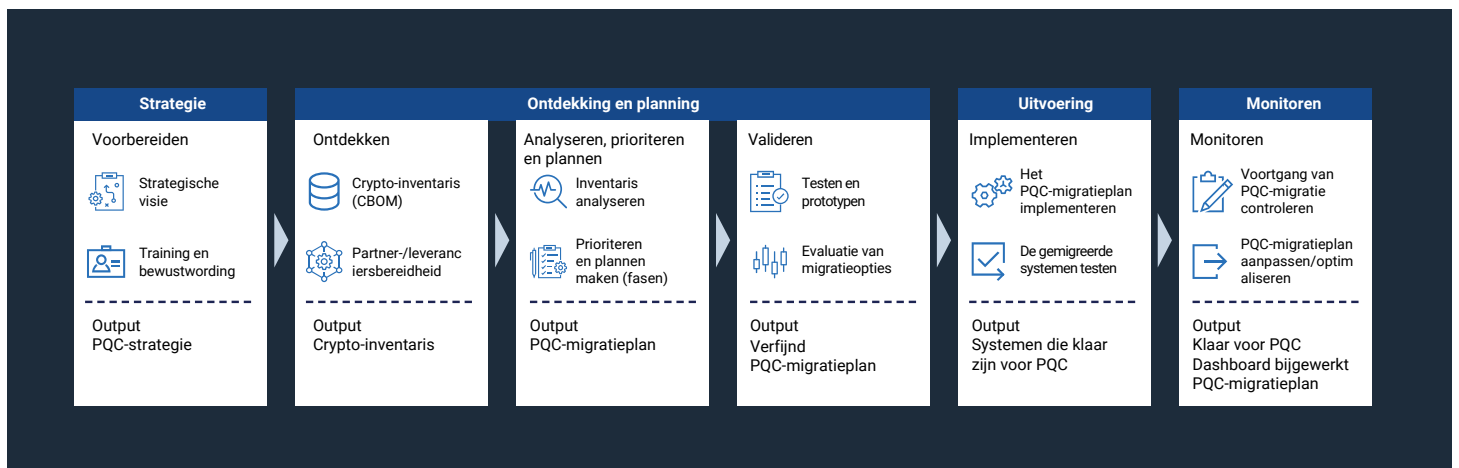 Strategie
Voorbereiden
Strategische
visie
Training en
bewustwording
Output
PQC-strategie
Ontdekking en planning
Ontdekken
Crypto-inventaris
(CBOM)
Partner-/leveranc
iersbereidheid
Output
Crypto-inventaris
Analyseren, prioriteren
en plannen
Inventaris
analyseren
Prioriteren
en plannen
maken (fasen)
Output
PQC-migratieplan
Valideren
Testen en
prototypen
Evaluatie van
migratieopties
Output
Verfijnd
PQC-migratieplan
Uitvoering
Implementeren
Het
PQC-migratieplan
implementeren
De gemigreerde
systemen testen
Output
Systemen die klaar
zijn voor PQC
Monitoren
Monitoren
Voortgang van
PQC-migratie
controleren
PQC-migratieplan
aanpassen/optim
aliseren
Output
Klaar voor PQC
Dashboard bijgewerkt
PQC-migratieplan